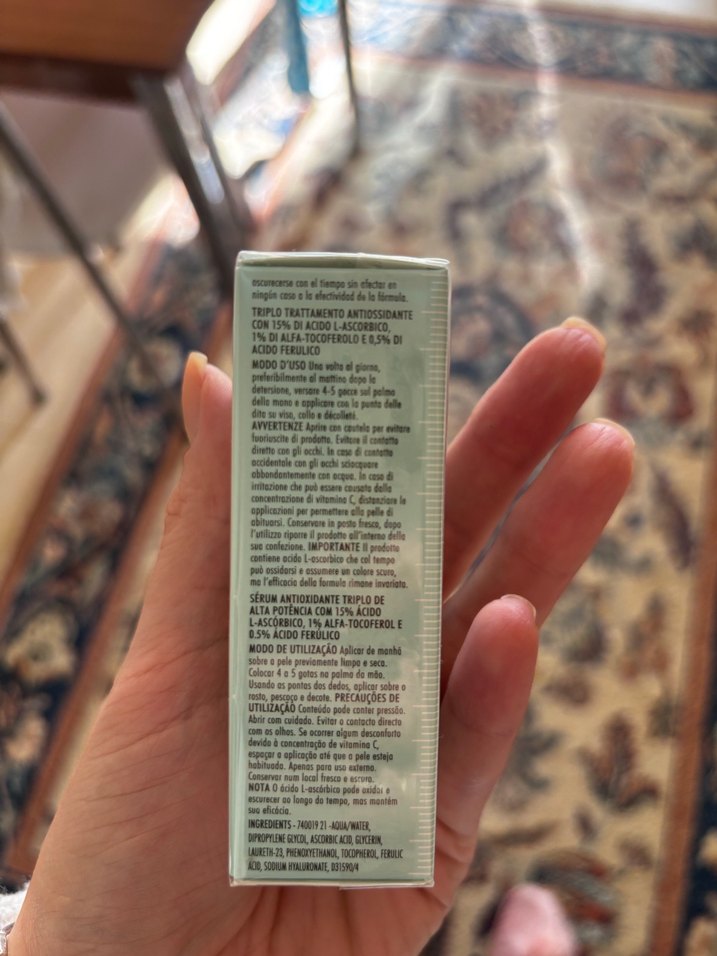 oscurecerse con el tiempo sin afectar en
ningún caso a la efectividad de la fórmula.
TRIPLO TRATTAMENTO ANTIOSSIDANTE
CON 15% DI ACIDO L-ASCORBICO,
1% DI ALFA-TOCOFEROLO E 0,5% DI
ACIDO FERULICO
MODO D'USO Una volta al giorno,
preferibilmente al mattino dopo la
detersione, versare 4-5 gocce sul palmo
della mano e applicare con la punta delle
dita su viso, collo e décolleté.
AVVERTENZE Aprire con cautela per evitare
fuoriuscite di prodotto. Evitare il contatto
diretto con gli occhi. In caso di contatto
accidentale con gli occhi sciacquare
abbondantemente con acqua. In caso di
irritazione che può essere causata dalla
concentrazione di vitamina C, distanziare le
applicazioni per permettere alla pelle di
abituarsi. Conservare in posto fresco, dopo
l'utilizzo riporre il prodotto all'interno della
sua confezione. IMPORTANTE Il prodotto
contiene acido L-ascorbico che col tempo
può ossidarsi e assumere un colore scuro,
ma l'efficacia della formula rimane invariata.
SÉRUM ANTIOXIDANTE TRIPLO DE
ALTA POTÊNCIA COM 15% ÁCIDO
L-ASCÓRBICO, 1% ALFA-TOCOFEROL E
0.5% ÁCIDO FERÚLICO
MODO DE UTILIZAÇÃO Aplicar de manhã
sobre a pele previamente limpa e seca.
Colocar 4 a 5 gotas na palma da mão.
Usando as pontas dos dedos, aplicar sobre o
rosto, pescoço e decote. PRECAUÇÕES DE
UTILIZAÇÃO Conteúdo pode conter pressão.
Abrir com cuidado. Evitar o contacto directo
com os olhos. Se ocorrer algum desconforto
devido à concentração de vitamina C,
espaçar a aplicação até que a pele esteja
habituada. Apenas para uso externo.
Conservar num local fresco e escuro.
NOTA O ácido L-ascórbico pode oxidar e
escurecer ao longo do tempo, mas mantém
sua eficácia.
INGREDIENTS - 740019 21 -AQUA/WATER,
DIPROPYLENE GLYCOL, ASCORBIC ACID, GLYCERIN,
LAURETH-23, PHENOXYETHANOL, TOCOPHEROL, FERULIC
ACID, SODIUM HYALURONATE, D31590/4